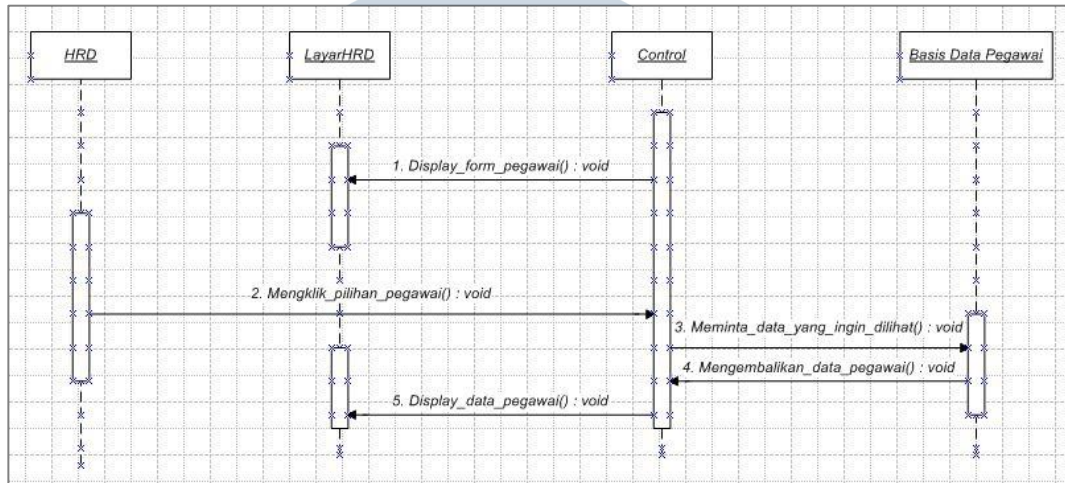 HRD
LayarHRD
Control
Basis Data Pegawai
1. Display_form_pegawai() : void
2. Mengklik_pilihan_pegawai() : void
3. Meminta_data_yang_ingin_dilihat() : void
4. Mengembalikan_data_pegawai() : void
5. Display_data_pegawai() : void